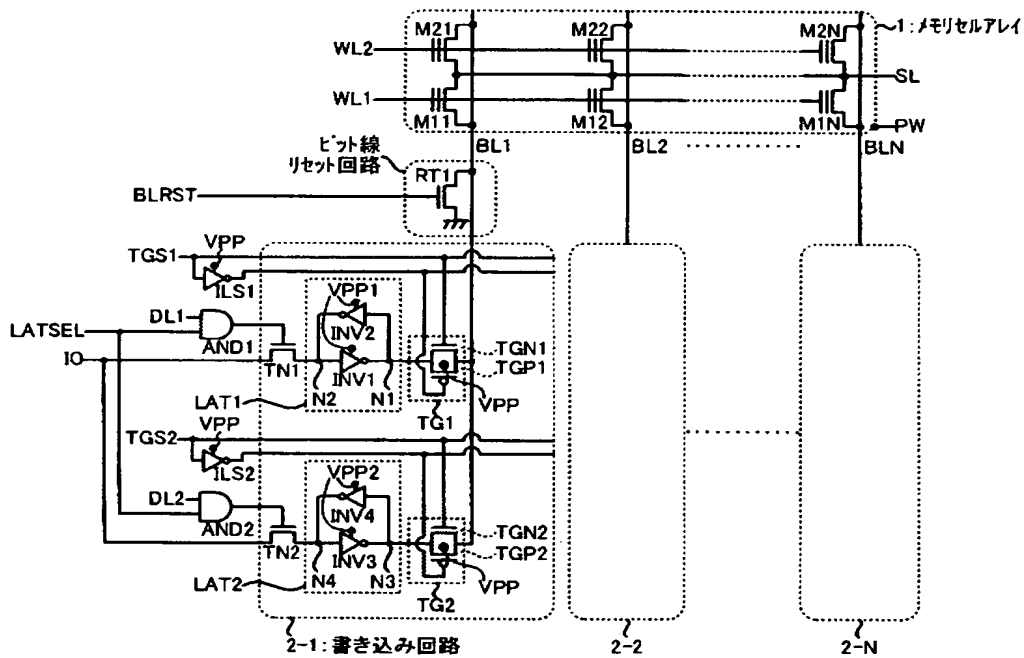 M21
M22
M2N
1:メモリセルアレイ
WL2
SL
WL1
M11
M12
M1N
PW
BL1
BL2
BLN
ビット線
リセット回路
RT1
BLRST
TGS1
VPP
ILS1
VPP1
DL1
INV2
LATSEL
AND1
TGN1
IO
TGP1
TN1
INV1
N2
N1
VPP
LAT1
TG1
TGS2
VPP
ILS2
VPP2
DL2
INV4
AND2
TGN2
TGP2
TN2
INV3
N4
N3
VPP
LAT2
TG2
2-1:書き込み回路
2-2
2-N